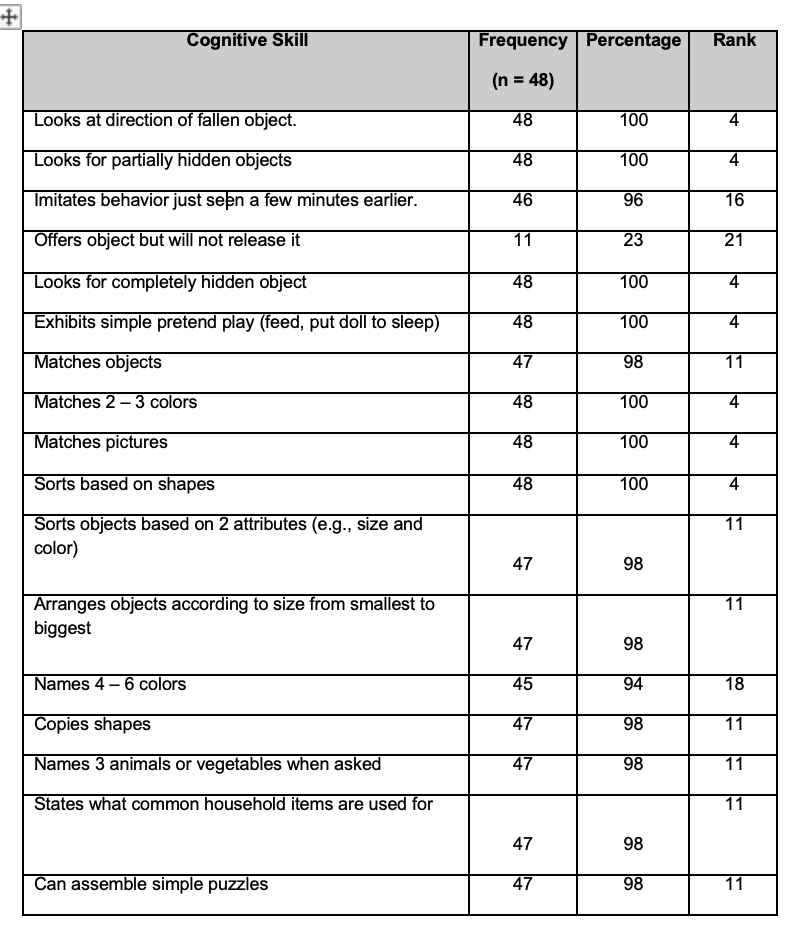 Cognitive Skill Frequency Percentage Rank
(n = 48)
Looks at direction of fallen object. 48 100 4
Looks for partially hidden objects 48 100 4
Imitates behavior just seen a few minutes earlier. 46 96 16
Offers object but will not release it 11 23 21
Looks for completely hidden object 48 100 4
Exhibits simple pretend play (feed, put doll to sleep) 48 100 4
Matches objects 47 98 11
Matches 2 – 3 colors 48 100 4
Matches pictures 48 100 4
Sorts based on shapes 48 100 4
Sorts objects based on 2 attributes (e.g., size and 11
color)
47 98
Arranges objects according to size from smallest to 11
biggest
47 98
Names 4 – 6 colors 45 94 18
Copies shapes 47 98 11
Names 3 animals or vegetables when asked 47 98 11
States what common household items are used for 11
47 98
Can assemble simple puzzles 47 98 11